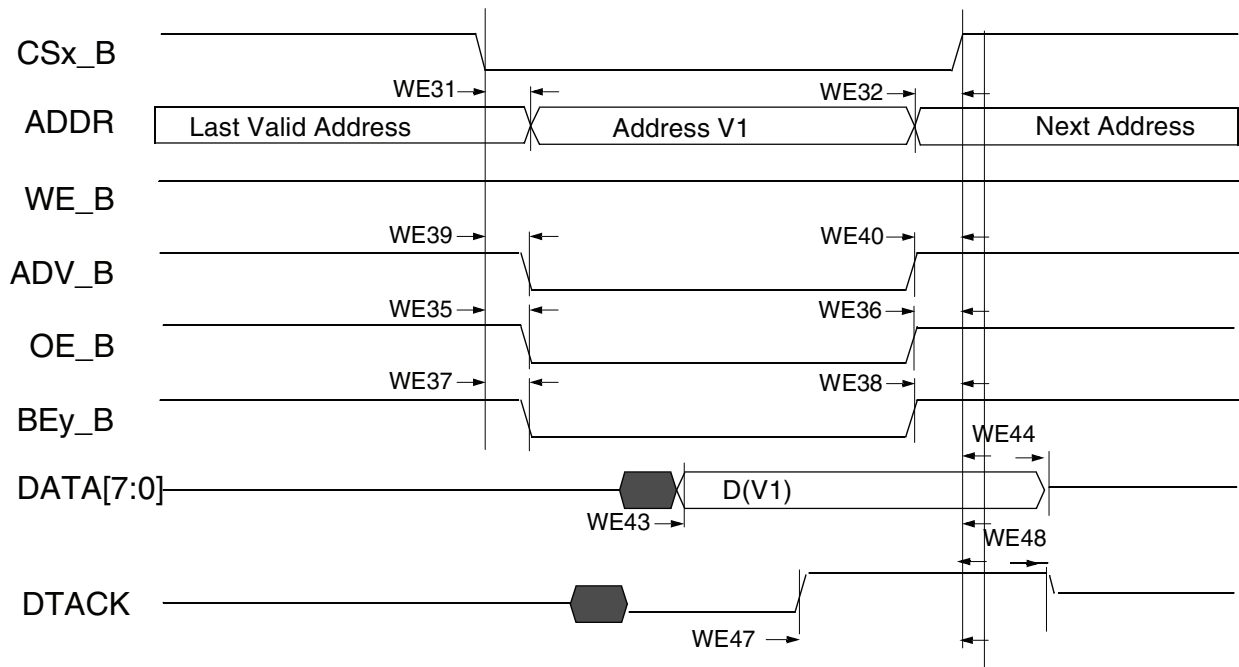 CSx_B
WE31
WE32
ADDR
Last Valid Address
Address V1
Next Address
WE_B
WE39
WE40
ADV_B
WE35
WE36
OE_B
WE37
WE38
BEy_B
WE44
DATA[7:0]
D(V1)
WE43
WE48
DTACK
WE47